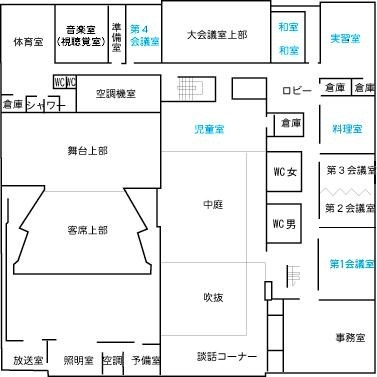 体育室
音楽室
(視聴覚室)
準備室
第4会議室
大会議室上部
和室
和室
実習室
WC
WC
空調機室
ロビー
倉庫
倉庫
倉庫
シャワー
児童室
倉庫
料理室
舞台上部
WC女
第3会議室
中庭
第2会議室
WC男
客席上部
第1会議室
吹抜
事務室
放送室
照明室
空調
予備室
談話コーナー